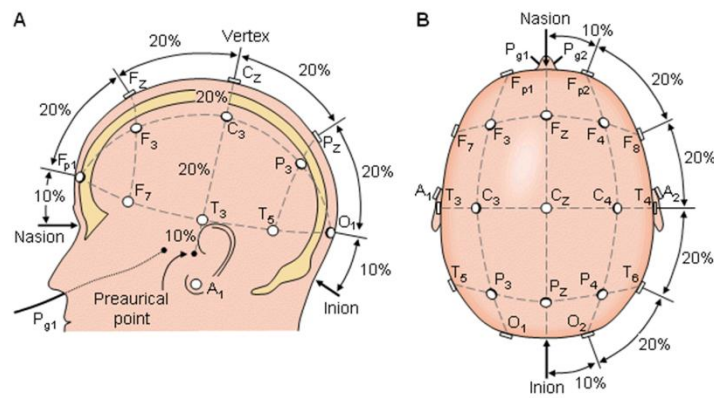 A
Vertex
20%
20%
Fz
Cz
20%
20%
20%
Fp1
F3
C3
Pz
P3
20%
10%
F7
T3
T5
O1
Nasion
10%
10%
Preaurical
point
A1
Inion
Pg1
B
Nasion
Pg1
Pg2
10%
Fp1
Fp2
20%
F7
F3
Fz
F4
F8
20%
A1
T3
C3
Cz
C4
T4
A2
20%
T5
P3
Pz
P4
T6
O1
O2
20%
10%
Inion